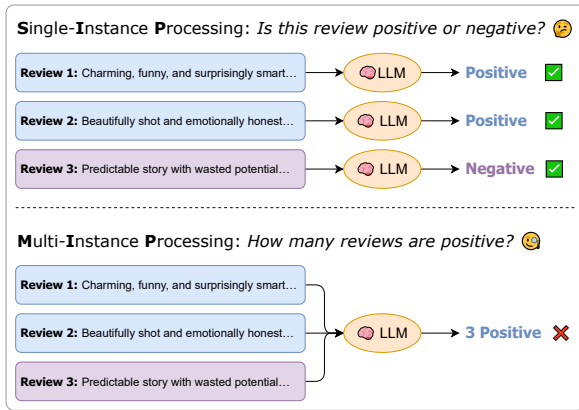 Single-Instance Processing: Is this review positive or negative? 🤔
Review 1: Charming, funny, and surprisingly smart... LLM Positive
Review 2: Beautifully shot and emotionally honest... LLM Positive
Review 3: Predictable story with wasted potential... LLM Negative
Multi-Instance Processing: How many reviews are positive? 🧐
Review 1: Charming, funny, and surprisingly smart...
Review 2: Beautifully shot and emotionally honest... LLM 3 Positive
Review 3: Predictable story with wasted potential...